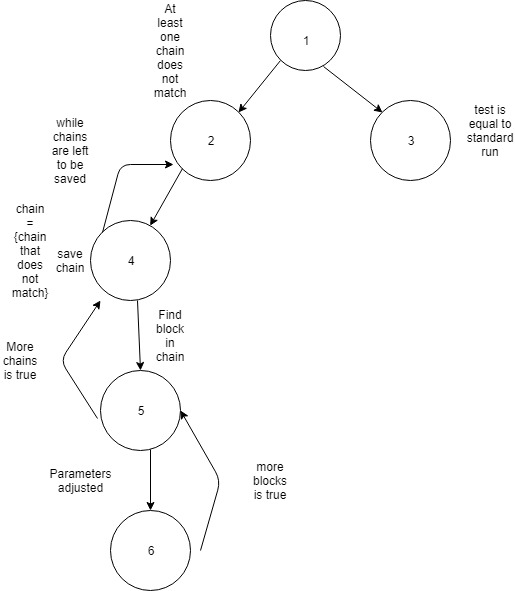 At
least
one
chain
does
not
match
1
2
3
test is
equal to
standard
run
while
chains
are left
to be
saved
chain
=
{chain
that
does
not
match}
save
chain
4
Find
block
in
chain
More
chains
is true
5
Parameters
adjusted
more
blocks
is true
6